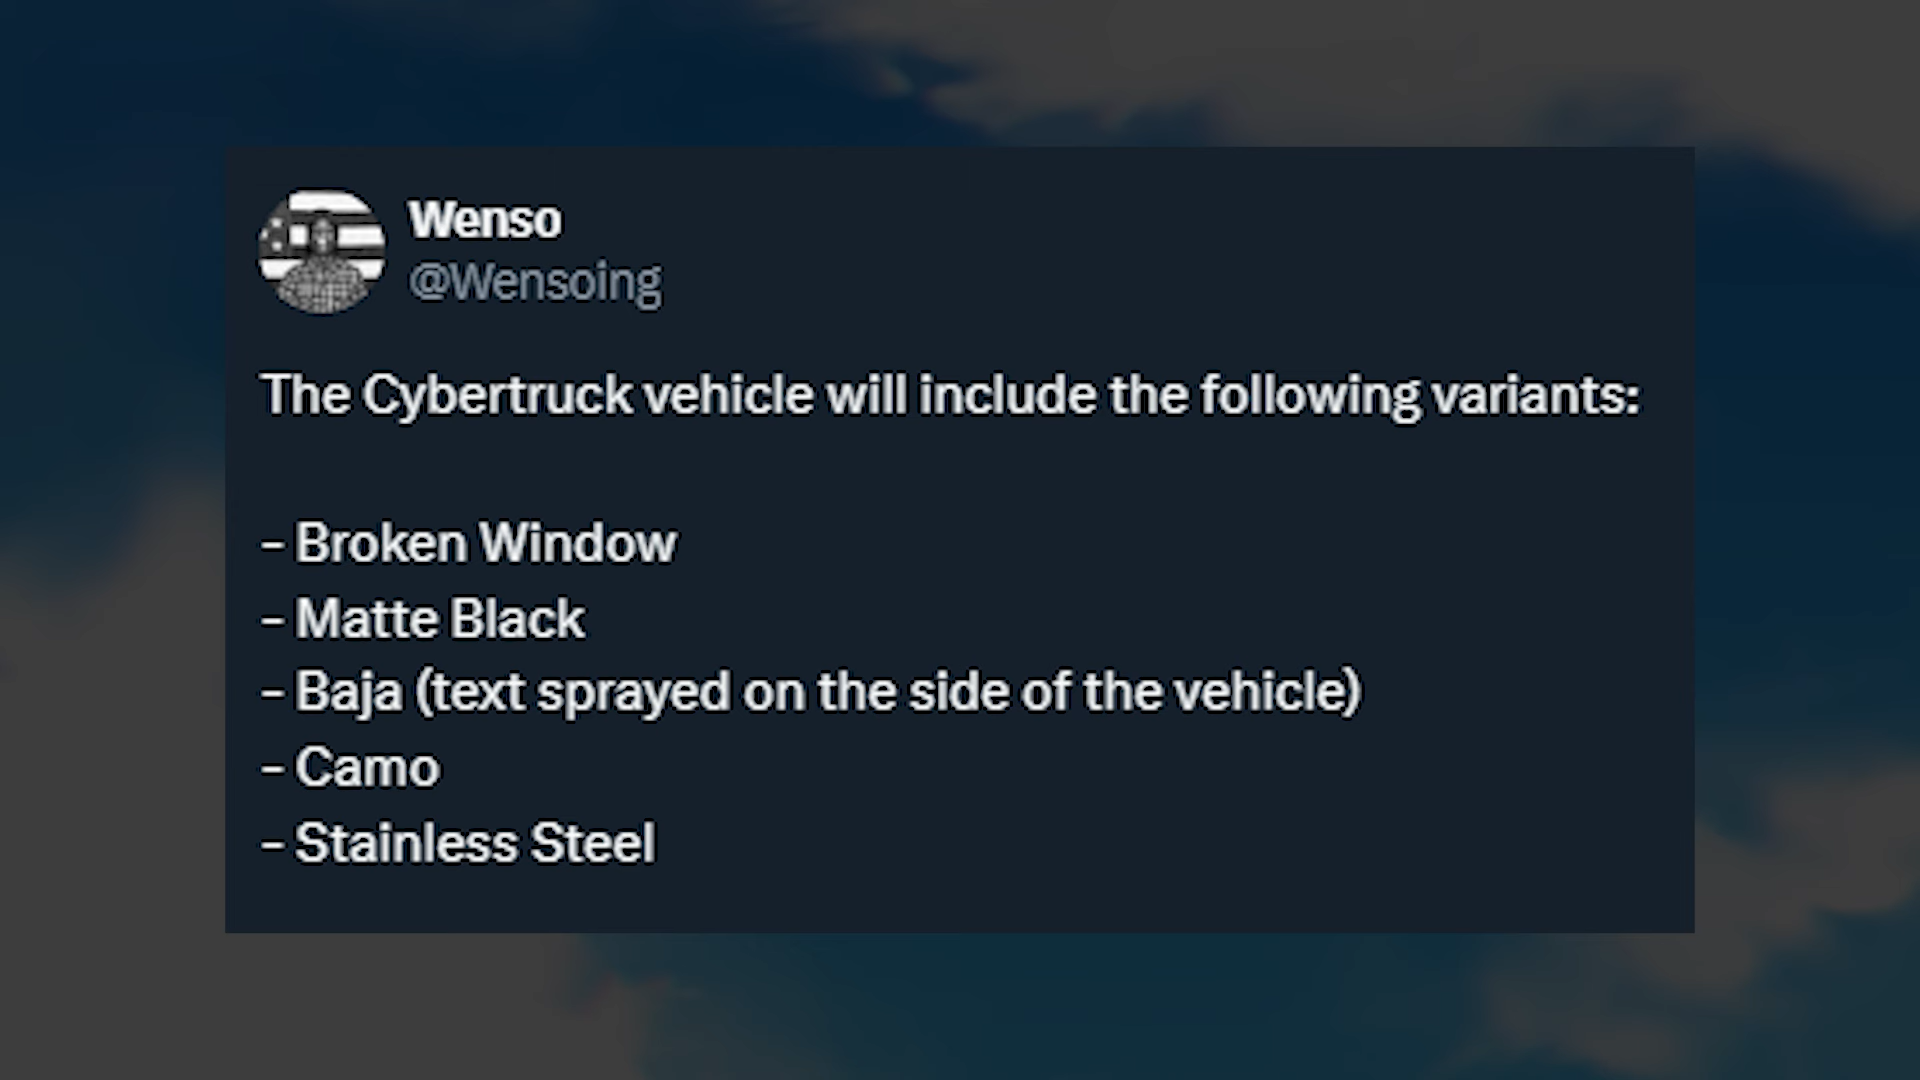 Wenso
@Wensoing
The Cybertruck vehicle will include the following variants:
- Broken Window
- Matte Black
- Baja (text sprayed on the side of the vehicle)
- Camo
- Stainless Steel